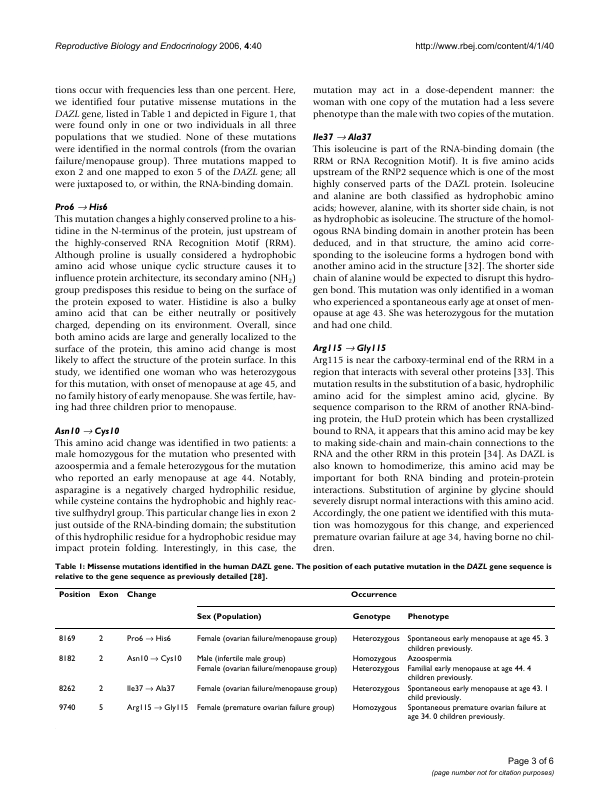 Reproductive Biology and Endocrinology 2006, 4:40
http://www.rbej.com/content/4/1/40
tions occur with frequencies less than one percent. Here,
we identified four putative missense mutations in the
DAZL gene, listed in Table 1 and depicted in Figure 1, that
were found only in one or two individuals in all three
populations that we studied. None of these mutations
were identified in the normal controls (from the ovarian
failure/menopause group). Three mutations mapped to
exon 2 and one mapped to exon 5 of the DAZL gene; all
were juxtaposed to, or within, the RNA-binding domain.
Pro6 → His6
This mutation changes a highly conserved proline to a his-
tidine in the N-terminus of the protein, just upstream of
the highly-conserved RNA Recognition Motif (RRM).
Although proline is usually considered a hydrophobic
amino acid whose unique cyclic structure causes it to
influence protein architecture, its secondary amino (NH2)
group predisposes this residue to being on the surface of
the protein exposed to water. Histidine is also a bulky
amino acid that can be either neutrally or positively
charged, depending on its environment. Overall, since
both amino acids are large and generally localized to the
surface of the protein, this amino acid change is most
likely to affect the structure of the protein surface. In this
study, we identified one woman who was heterozygous
for this mutation, with onset of menopause at age 45, and
no family history of early menopause. She was fertile, hav-
ing had three children prior to menopause.
Asn10 → Cys10
This amino acid change was identified in two patients: a
male homozygous for the mutation who presented with
azoospermia and a female heterozygous for the mutation
who reported an early menopause at age 44. Notably,
asparagine is a negatively charged hydrophilic residue,
while cysteine contains the hydrophobic and highly reac-
tive sulfhydryl group. This particular change lies in exon 2
just outside of the RNA-binding domain; the substitution
of this hydrophilic residue for a hydrophobic residue may
impact protein folding. Interestingly, in this case, the
mutation may act in a dose-dependent manner: the
woman with one copy of the mutation had a less severe
phenotype than the male with two copies of the mutation.
Ile37 → Ala37
This isoleucine is part of the RNA-binding domain (the
RRM or RNA Recognition Motif). It is five amino acids
upstream of the RNP2 sequence which is one of the most
highly conserved parts of the DAZL protein. Isoleucine
and alanine are both classified as hydrophobic amino
acids; however, alanine, with its shorter side chain, is not
as hydrophobic as isoleucine. The structure of the homol-
ogous RNA binding domain in another protein has been
deduced, and in that structure, the amino acid corre-
sponding to the isoleucine forms a hydrogen bond with
another amino acid in the structure [32]. The shorter side
chain of alanine would be expected to disrupt this hydro-
gen bond. This mutation was only identified in a woman
who experienced a spontaneous early age at onset of men-
opause at age 43. She was heterozygous for the mutation
and had one child.
Arg115 → Gly115
Arg115 is near the carboxy-terminal end of the RRM in a
region that interacts with several other proteins [33]. This
mutation results in the substitution of a basic, hydrophilic
amino acid for the simplest amino acid, glycine. By
sequence comparison to the RRM of another RNA-bind-
ing protein, the HuD protein which has been crystallized
bound to RNA, it appears that this amino acid may be key
to making side-chain and main-chain connections to the
RNA and the other RRM in this protein [34]. As DAZL is
also known to homodimerize, this amino acid may be
important for both RNA binding and protein-protein
interactions. Substitution of arginine by glycine should
severely disrupt normal interactions with this amino acid.
Accordingly, the one patient we identified with this muta-
tion was homozygous for this change, and experienced
premature ovarian failure at age 34, having borne no chil-
dren.
Table 1: Missense mutations identified in the human DAZL gene. The position of each putative mutation in the DAZL gene sequence is
relative to the gene sequence as previously detailed [28].
Position Exon Change Occurrence
Sex (Population) Genotype Phenotype
8169 2 Pro6 → His6 Female (ovarian failure/menopause group) Heterozygous Spontaneous early menopause at age 45. 3
children previously.
8182 2 Asn10 → Cys10 Male (infertile male group) Homozygous Azoospermia
Female (ovarian failure/menopause group) Heterozygous Familial early menopause at age 44. 4
children previously.
8262 2 Ile37 → Ala37 Female (ovarian failure/menopause group) Heterozygous Spontaneous early menopause at age 43. 1
child previously.
9740 5 Arg115 → Gly115 Female (premature ovarian failure group) Homozygous Spontaneous premature ovarian failure at
age 34. 0 children previously.
Page 3 of 6
(page number not for citation purposes)